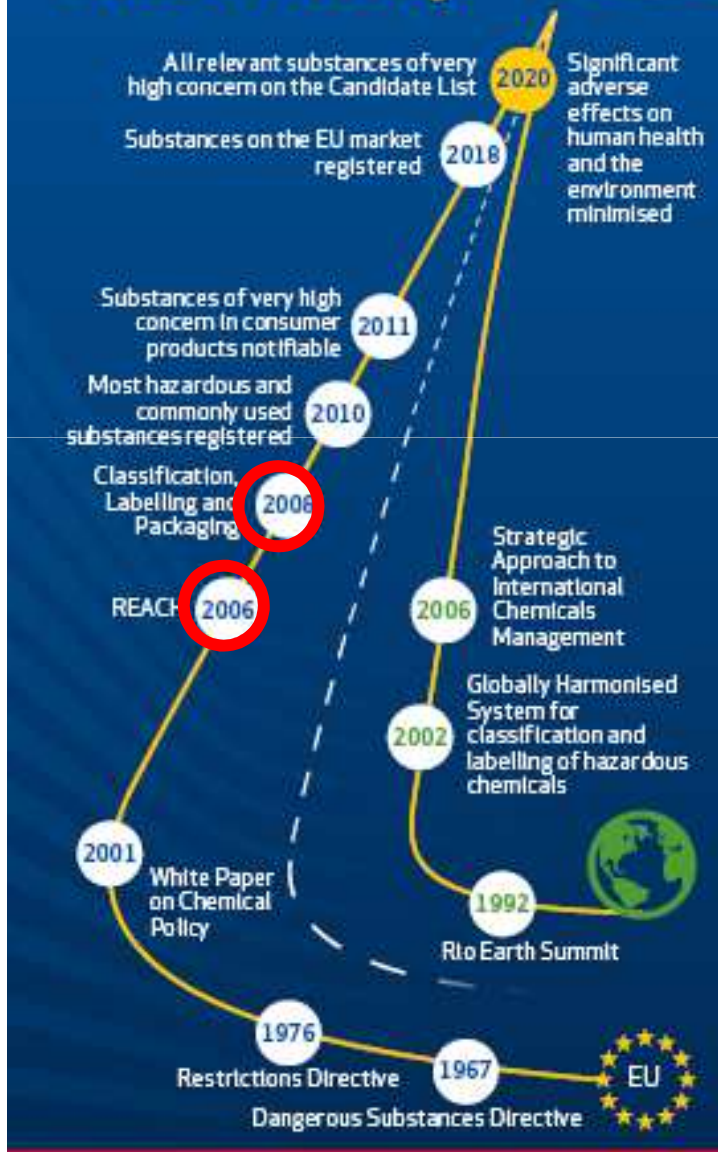 All relevant substances of very
high concern on the Candidate List
2020
Significant
adverse
effects on
human health
and the
environment
minimised
Substances on the EU market
registered
2018
Substances of very high
concern in consumer
products notifiable
2011
Most hazardous and
commonly used
substances registered
2010
Classification,
Labelling and
Packaging
2008
REACH
2006
Strategic
Approach to
International
Chemicals
Management
2006
Globally Harmonised
System for
classification and
labelling of hazardous
chemicals
2002
2001
White Paper
on Chemical
Policy
1992
Rio Earth Summit
1976
Restrictions Directive
1967
Dangerous Substances Directive
EU